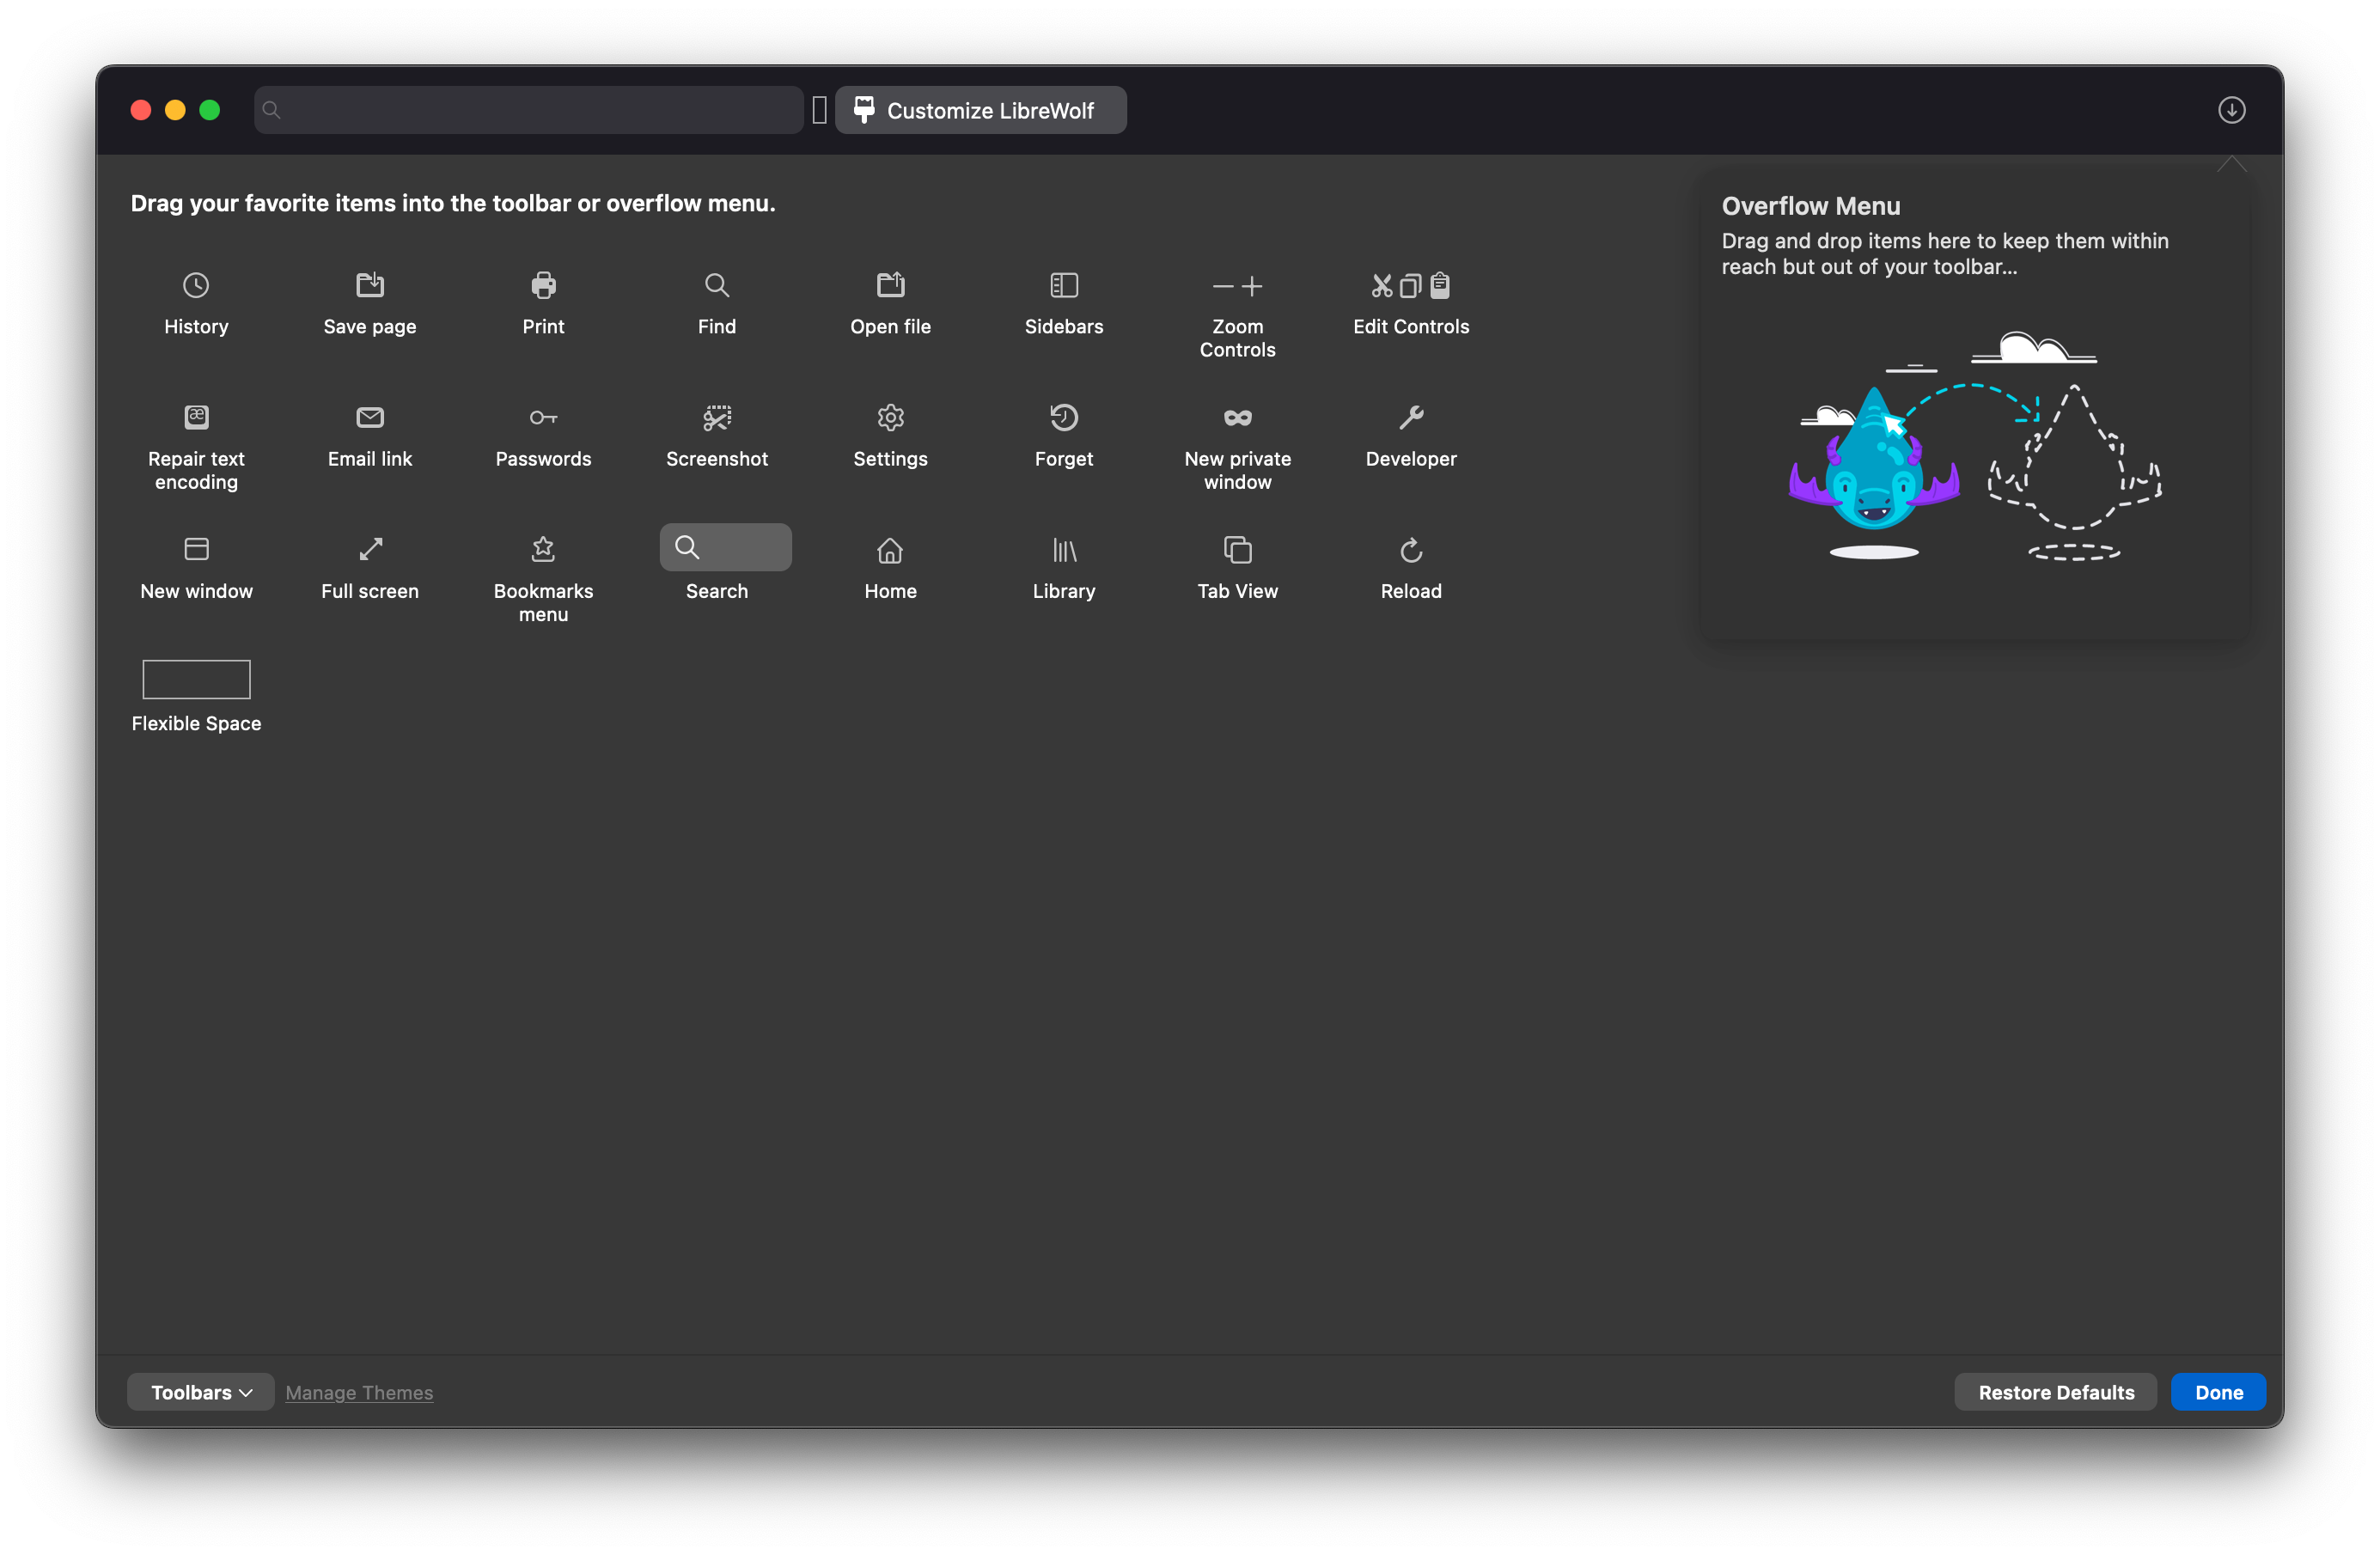 Customize LibreWolf
Drag your favorite items into the toolbar or overflow menu.
History
Save page
Print
Find
Open file
Sidebars
Zoom
Controls
Edit Controls
æ
Repair text
encoding
Email link
Passwords
Screenshot
Settings
Forget
New private
window
Developer
New window
Full screen
Bookmarks
menu
Search
Home
Library
Tab View
Reload
Flexible Space
Overflow Menu
Drag and drop items here to keep them within
reach but out of your toolbar...
Toolbars
Manage Themes
Restore Defaults
Done